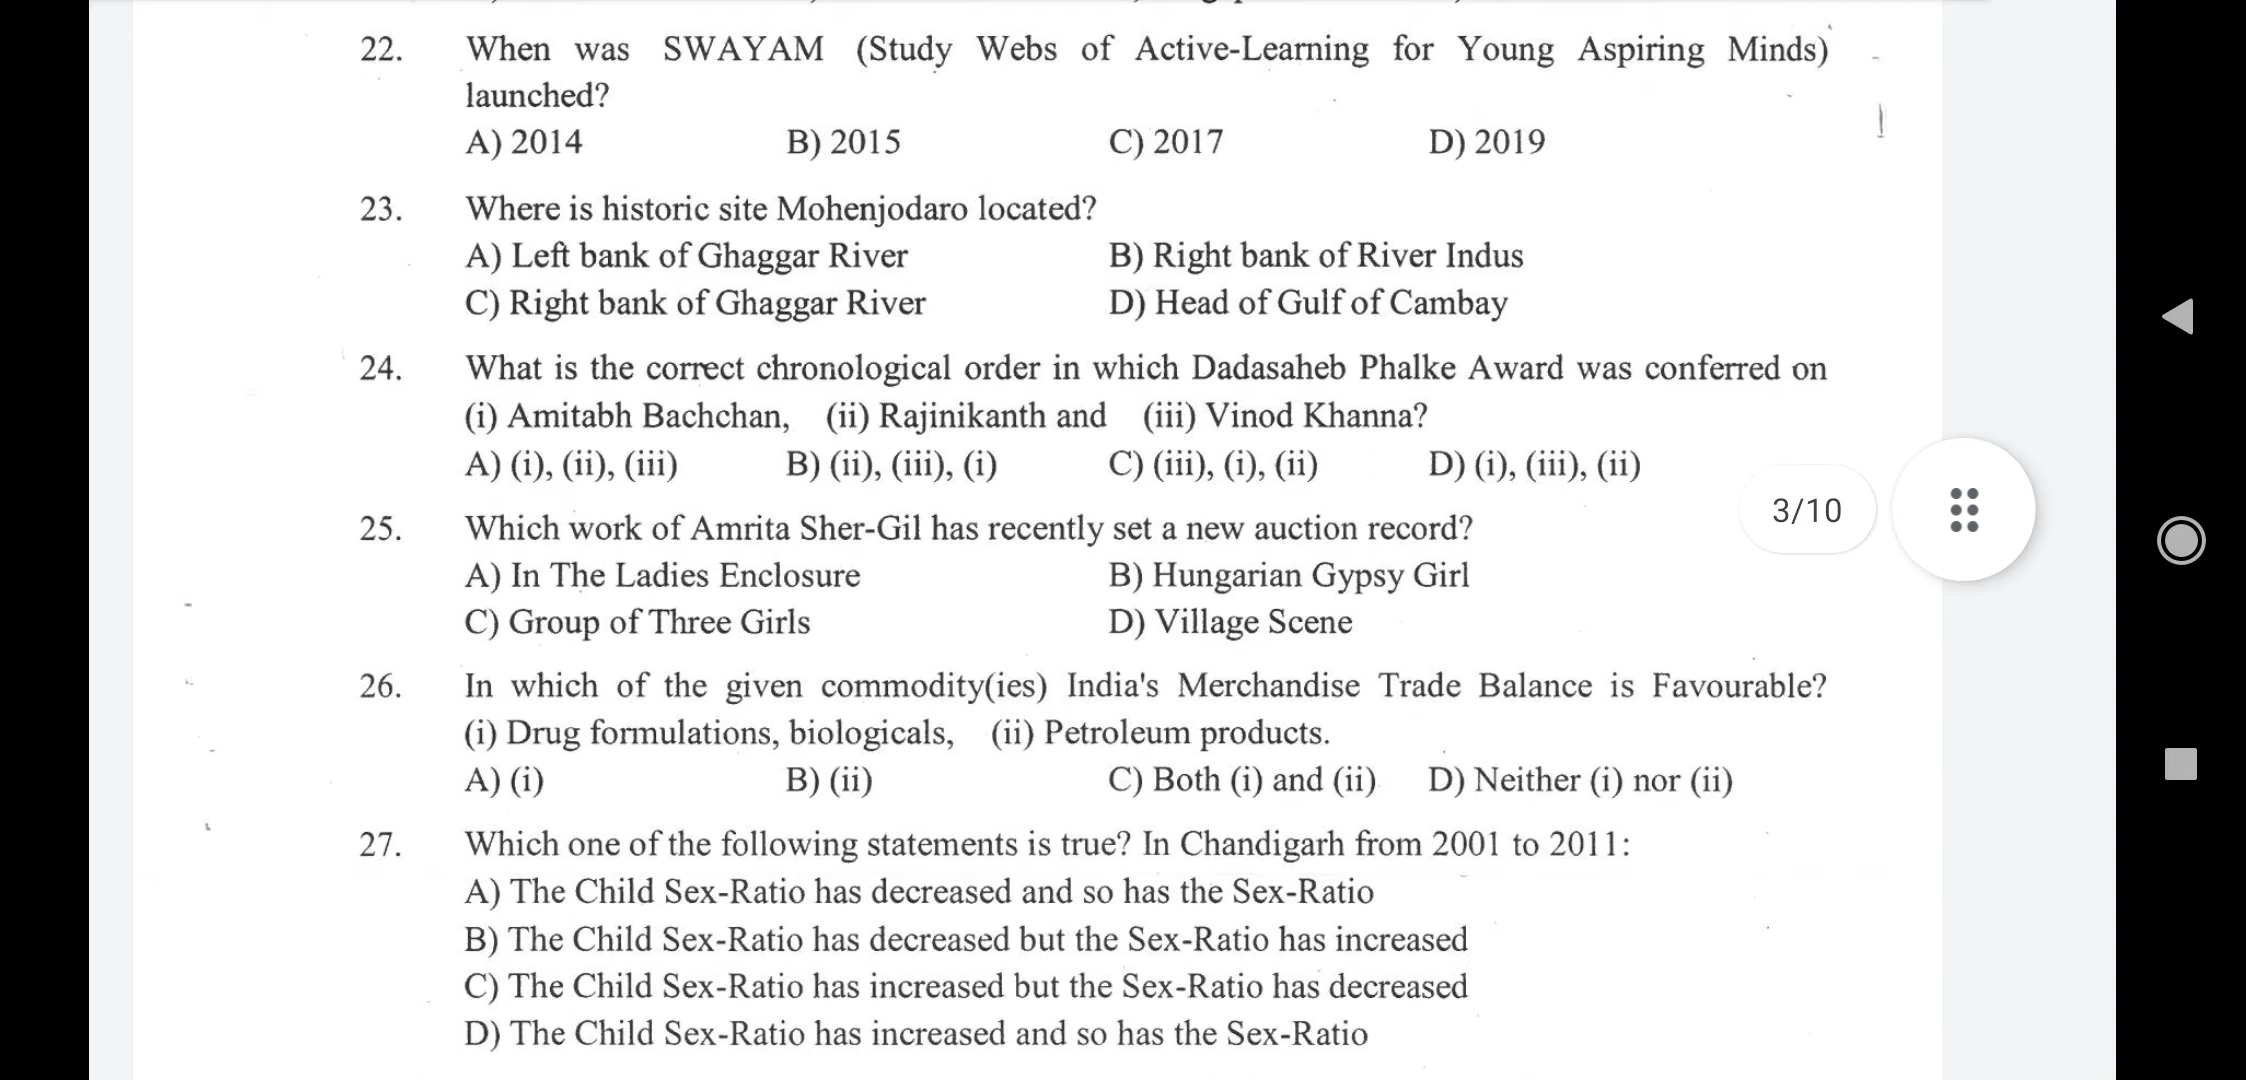 22. When was SWAYAM (Study Webs of Active-Learning for Young Aspiring Minds)
launched?
A) 2014 B) 2015 C) 2017 D) 2019
23. Where is historic site Mohenjodaro located?
A) Left bank of Ghaggar River B) Right bank of River Indus
C) Right bank of Ghaggar River D) Head of Gulf of Cambay
24. What is the correct chronological order in which Dadasaheb Phalke Award was conferred on
(i) Amitabh Bachchan, (ii) Rajinikanth and (iii) Vinod Khanna?
A) (i), (ii), (iii) B) (ii), (iii), (i) C) (iii), (i), (ii) D) (i), (iii), (ii)
3/10
25. Which work of Amrita Sher-Gil has recently set a new auction record?
A) In The Ladies Enclosure B) Hungarian Gypsy Girl
C) Group of Three Girls D) Village Scene
26. In which of the given commodity(ies) India's Merchandise Trade Balance is Favourable?
(i) Drug formulations, biologicals, (ii) Petroleum products.
A) (i) B) (ii) C) Both (i) and (ii) D) Neither (i) nor (ii)
27. Which one of the following statements is true? In Chandigarh from 2001 to 2011:
A) The Child Sex-Ratio has decreased and so has the Sex-Ratio
B) The Child Sex-Ratio has decreased but the Sex-Ratio has increased
C) The Child Sex-Ratio has increased but the Sex-Ratio has decreased
D) The Child Sex-Ratio has increased and so has the Sex-Ratio